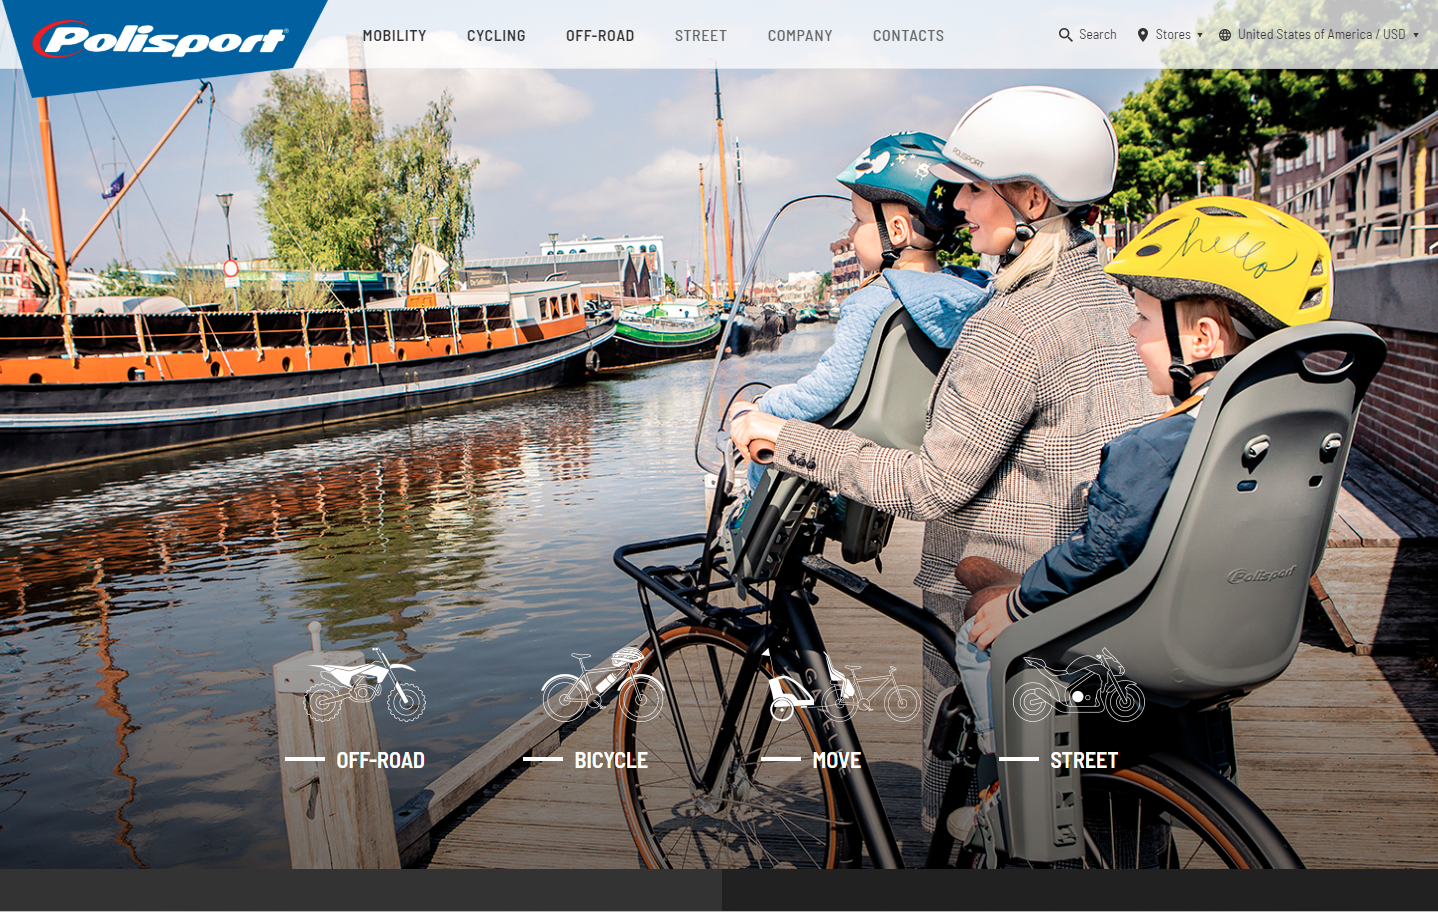 Polisport
MOBILITY CYCLING OFF-ROAD STREET COMPANY CONTACTS
Search Stores United States of America / USD
POLISPORT
hello
Polisport
OFF-ROAD BICYCLE MOVE STREET